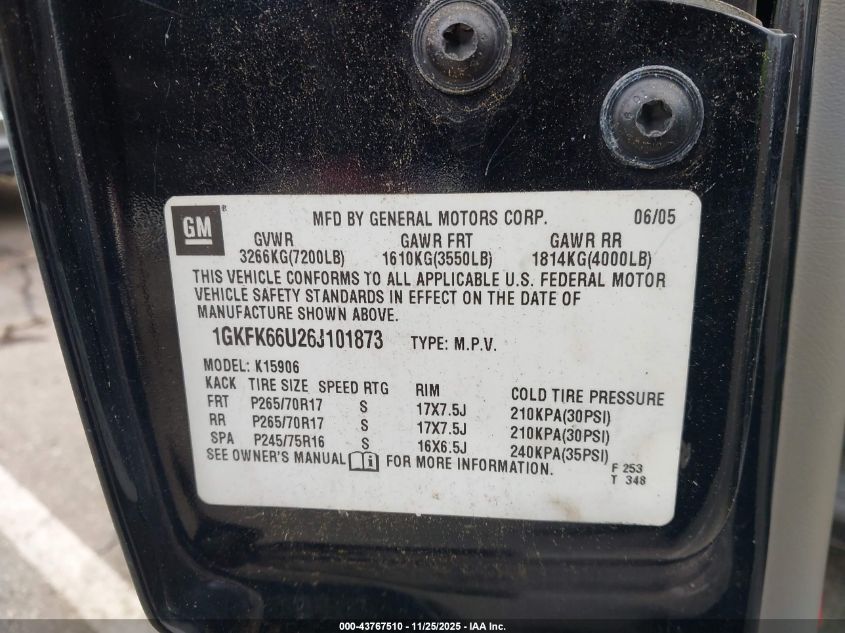 GM®
MFD BY GENERAL MOTORS CORP. 06/05
GVWR GAWR FRT GAWR RR
3266KG(7200LB) 1610KG(3550LB) 1814KG(4000LB)
THIS VEHICLE CONFORMS TO ALL APPLICABLE U.S. FEDERAL MOTOR
VEHICLE SAFETY STANDARDS IN EFFECT ON THE DATE OF
MANUFACTURE SHOWN ABOVE.
1GKFK66U26J101873 TYPE: M.P.V.
MODEL: K15906
KACK TIRE SIZE SPEED RTG RIM COLD TIRE PRESSURE
FRT P265/70R17 S 17X7.5J 210KPA(30PSI)
RR P265/70R17 S 17X7.5J 210KPA(30PSI)
SPA P245/75R16 S 16X6.5J 240KPA(35PSI)
SEE OWNER'S MANUAL i FOR MORE INFORMATION.
F 253
T 348
000-43767510 - 11/25/2025 - IAA Inc.